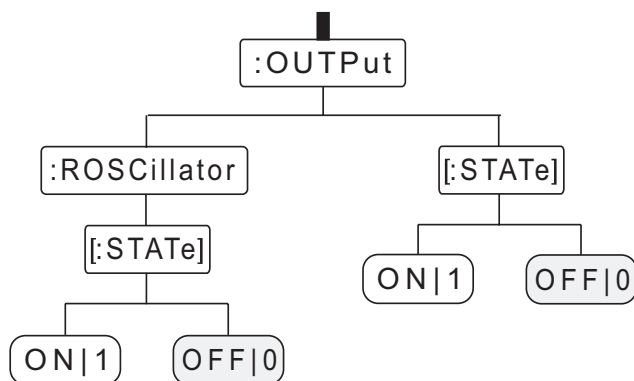 :OUTPut
:ROSCillator
[:STATe]
[:STATe]
ON|1
OFF|0
ON|1
OFF|0